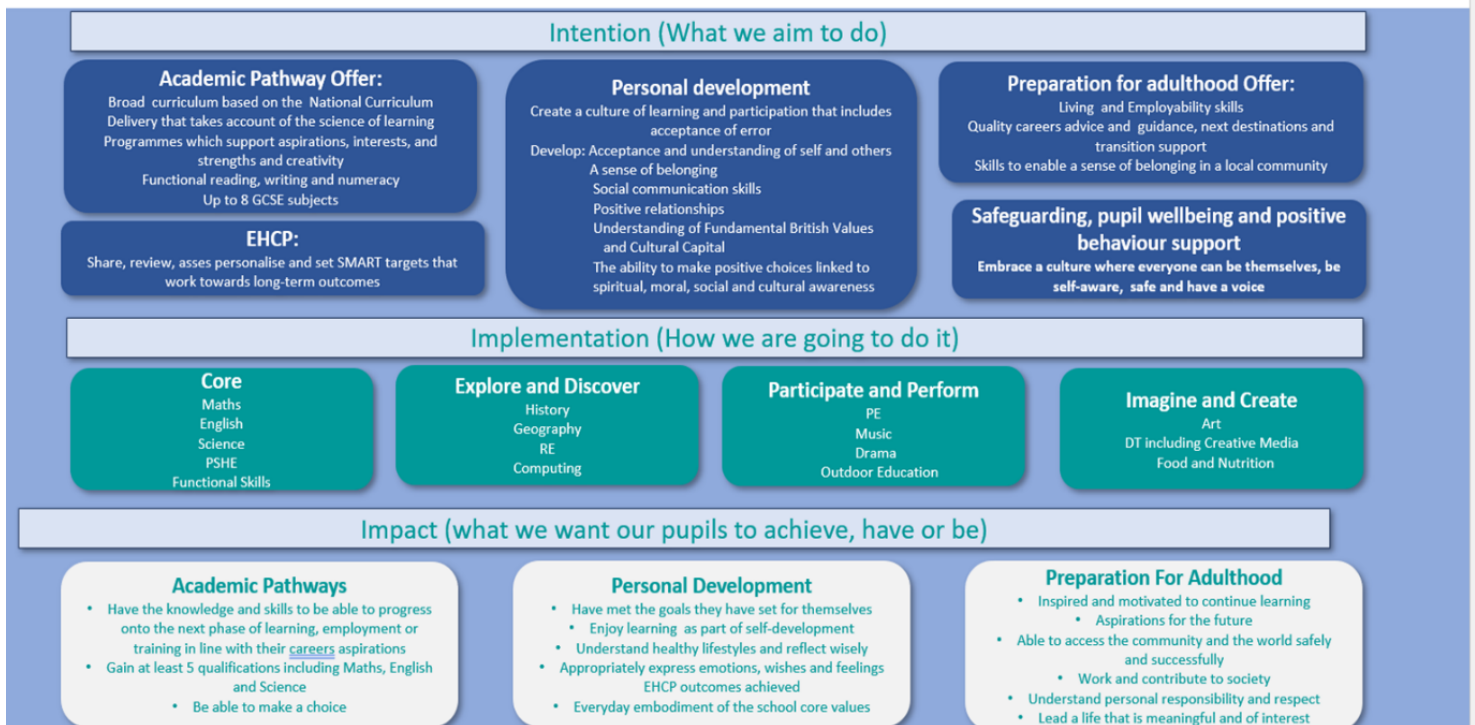 Intention (What we aim to do)
Academic Pathway Offer:
Broad curriculum based on the National Curriculum
Delivery that takes account of the science of learning
Programmes which support aspirations, interests, and
strengths and creativity
Functional reading, writing and numeracy
Up to 8 GCSE subjects
EHCP:
Share, review, asses personalise and set SMART targets that
work towards long-term outcomes
Personal development
Create a culture of learning and participation that includes
acceptance of error
Develop: Acceptance and understanding of self and others
A sense of belonging
Social communication skills
Positive relationships
Understanding of Fundamental British Values
and Cultural Capital
The ability to make positive choices linked to
spiritual, moral, social and cultural awareness
Preparation for adulthood Offer:
Living and Employability skills
Quality careers advice and guidance, next destinations and
transition support
Skills to enable a sense of belonging in a local community
Safeguarding, pupil wellbeing and positive
behaviour support
Embrace a culture where everyone can be themselves, be
self-aware, safe and have a voice
Implementation (How we are going to do it)
Core
Maths
English
Science
PSHE
Functional Skills
Explore and Discover
History
Geography
RE
Computing
Participate and Perform
PE
Music
Drama
Outdoor Education
Imagine and Create
Art
DT including Creative Media
Food and Nutrition
Impact (what we want our pupils to achieve, have or be)
Academic Pathways
• Have the knowledge and skills to be able to progress
onto the next phase of learning, employment or
training in line with their careers aspirations
• Gain at least 5 qualifications including Maths, English
and Science
• Be able to make a choice
Personal Development
• Have met the goals they have set for themselves
• Enjoy learning as part of self-development
• Understand healthy lifestyles and reflect wisely
• Appropriately express emotions, wishes and feelings
EHCP outcomes achieved
• Everyday embodiment of the school core values
Preparation For Adulthood
• Inspired and motivated to continue learning
• Aspirations for the future
• Able to access the community and the world safely
and successfully
• Work and contribute to society
• Understand personal responsibility and respect
• Lead a life that is meaningful and of interest